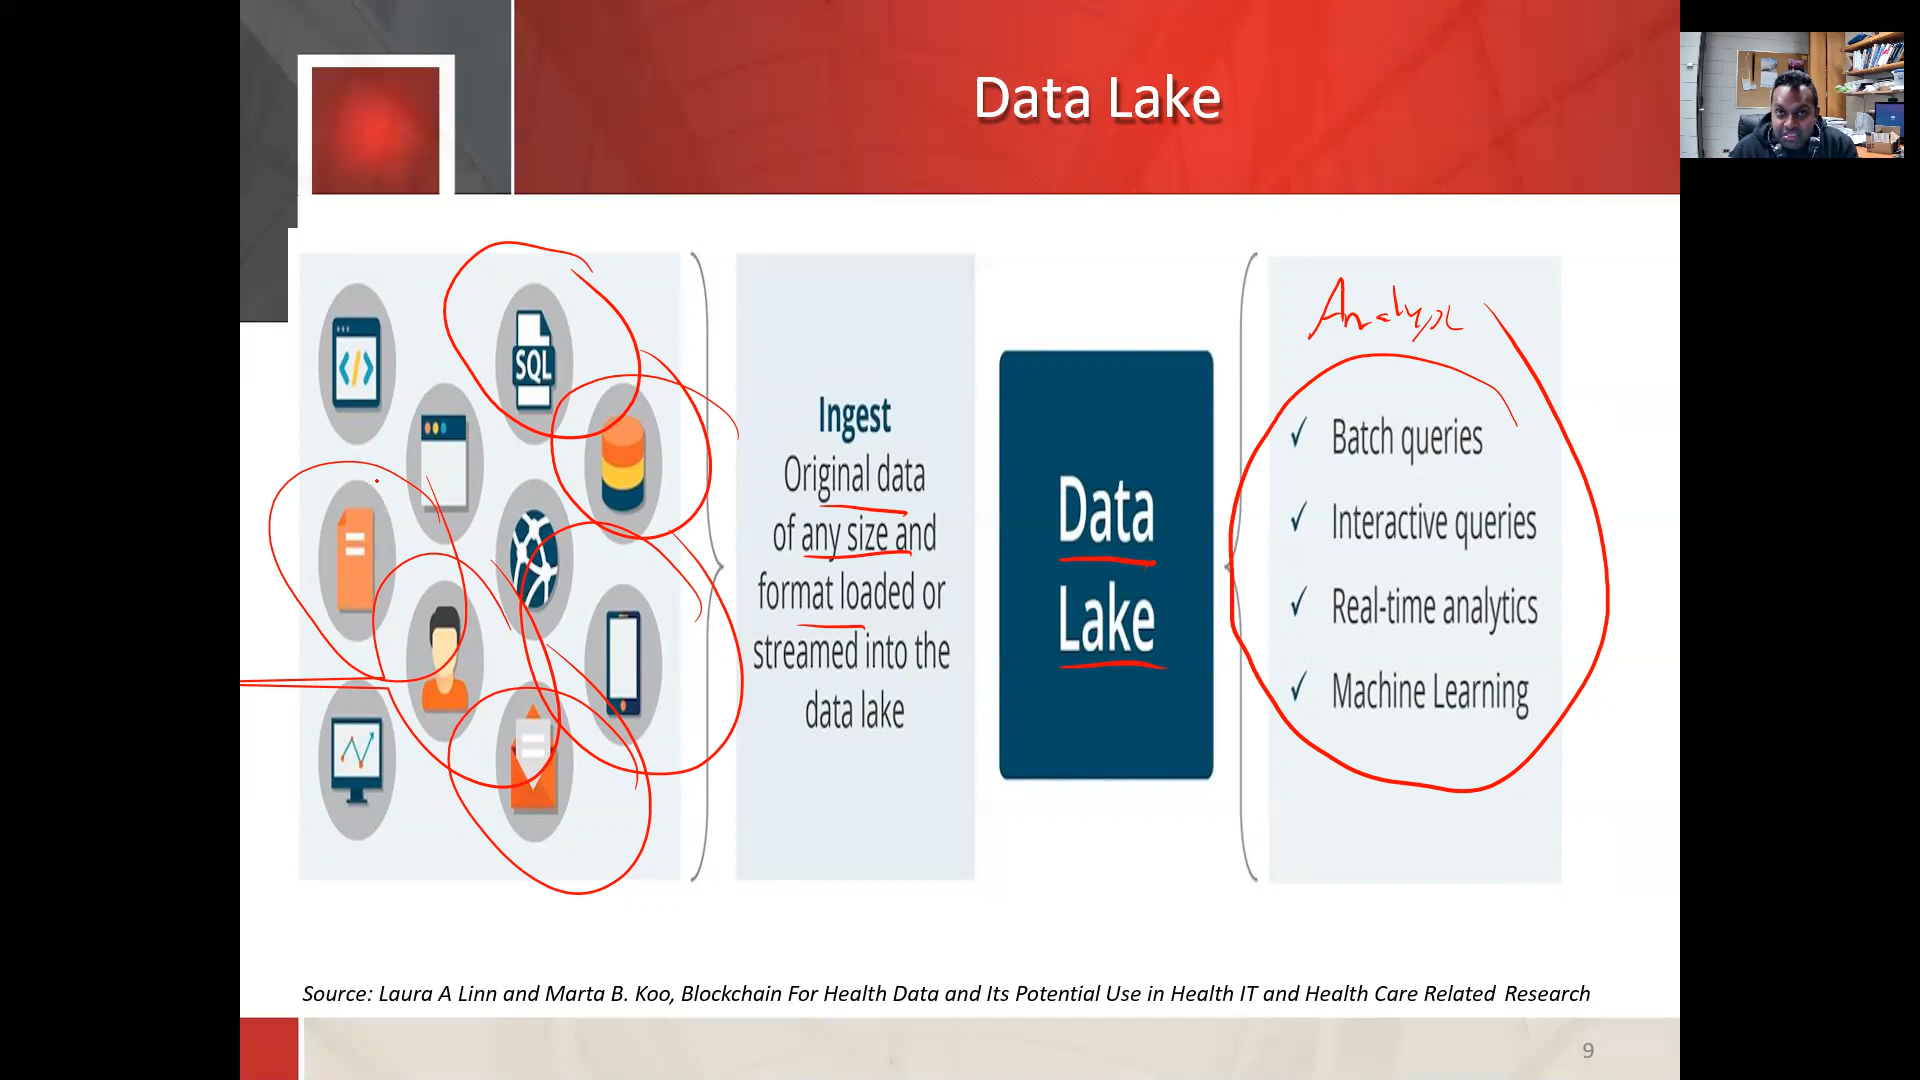 Data Lake
SQL
</>
Ingest
Original data
of any size and
format loaded or
streamed into the
data lake
Data
Lake
Analysis
✓ Batch queries
✓ Interactive queries
✓ Real-time analytics
✓ Machine Learning
Source: Laura A Linn and Marta B. Koo, Blockchain For Health Data and Its Potential Use in Health IT and Health Care Related Research
9